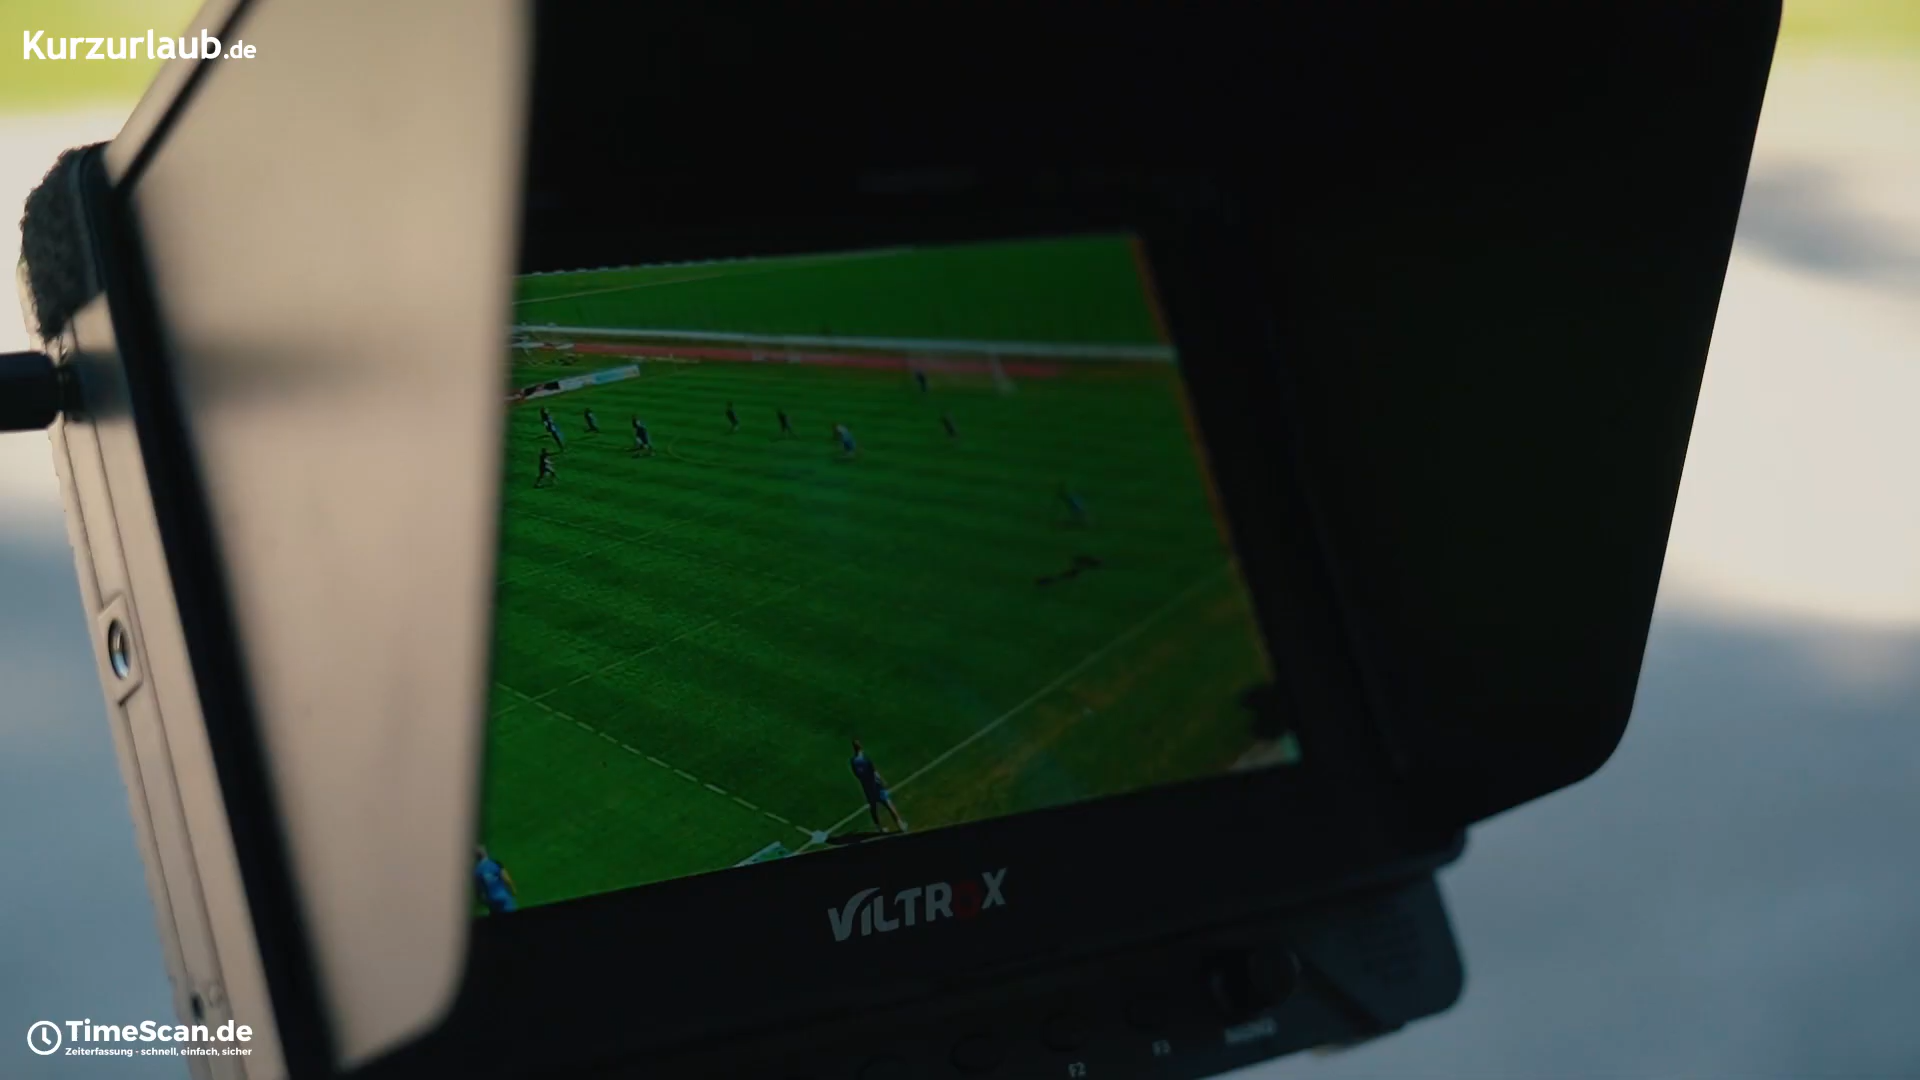 Kurzurlaub.de
VILTROX
F2
F3
TimeScan.de
Zeiterfassung - schnell, einfach, sicher